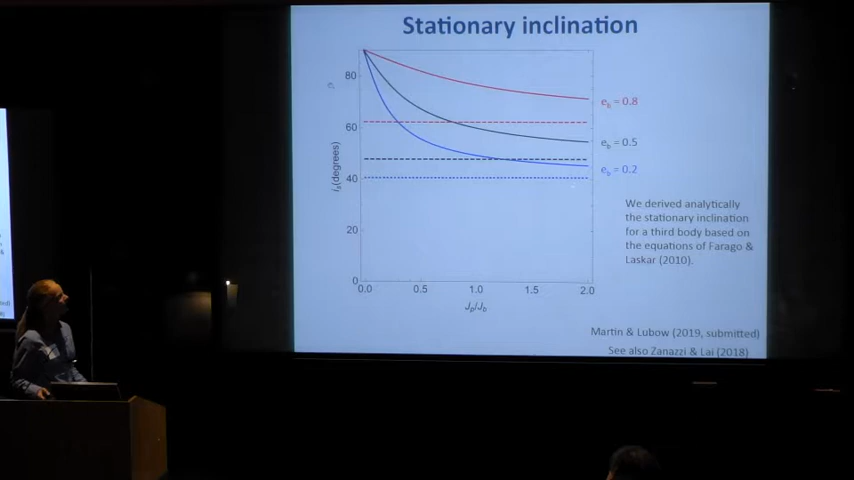 Stationary inclination
80
60
40
20
0
i_s(degrees)
0.0 0.5 1.0 1.5 2.0
J_p/J_b
e_b = 0.8
e_b = 0.5
e_b = 0.2
We derived analytically
the stationary inclination
for a third body based on
the equations of Farago &
Laskar (2010).
Martin & Lubow (2019, submitted)
See also Zanazzi & Lai (2018)